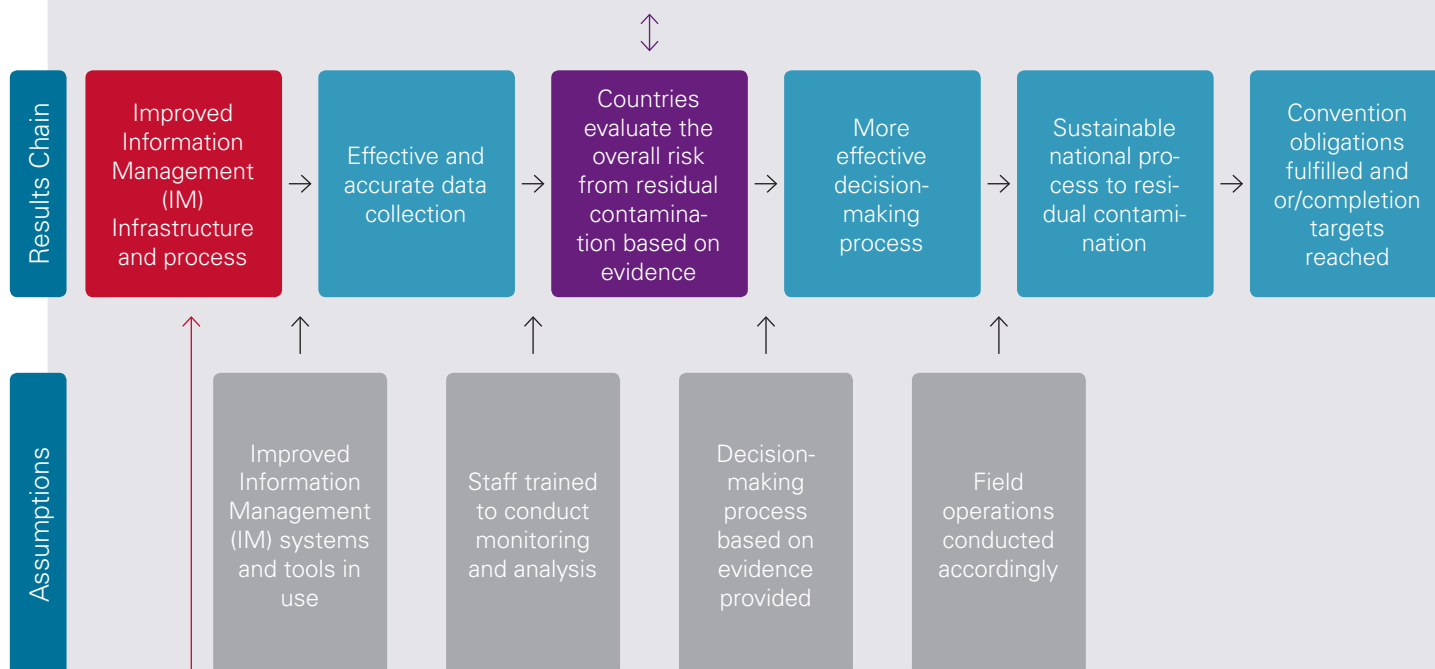 Results Chain
Improved
Information
Management
(IM)
Infrastructure
and process
Effective and
accurate data
collection
Countries
evaluate the
overall risk
from residual
contamina-
tion based on
evidence
More
effective
decision-
making
process
Sustainable
national pro-
cess to resi-
dual contami-
nation
Convention
obligations
fulfilled and
or/completion
targets
reached
Assumptions
Improved
Information
Management
(IM) systems
and tools in
use
Staff trained
to conduct
monitoring
and analysis
Decision-
making
process
based on
evidence
provided
Field
operations
conducted
accordingly